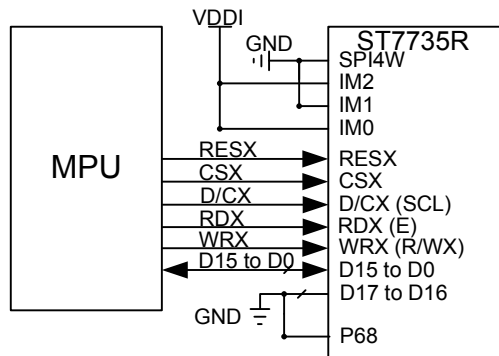 VDDI
GND
ST7735R
SPI4W
IM2
IM1
IM0
MPU
RESX
RESX
CSX
CSX
D/CX
D/CX (SCL)
RDX
RDX (E)
WRX
WRX (R/WX)
D15 to D0
D15 to D0
D17 to D16
GND
P68